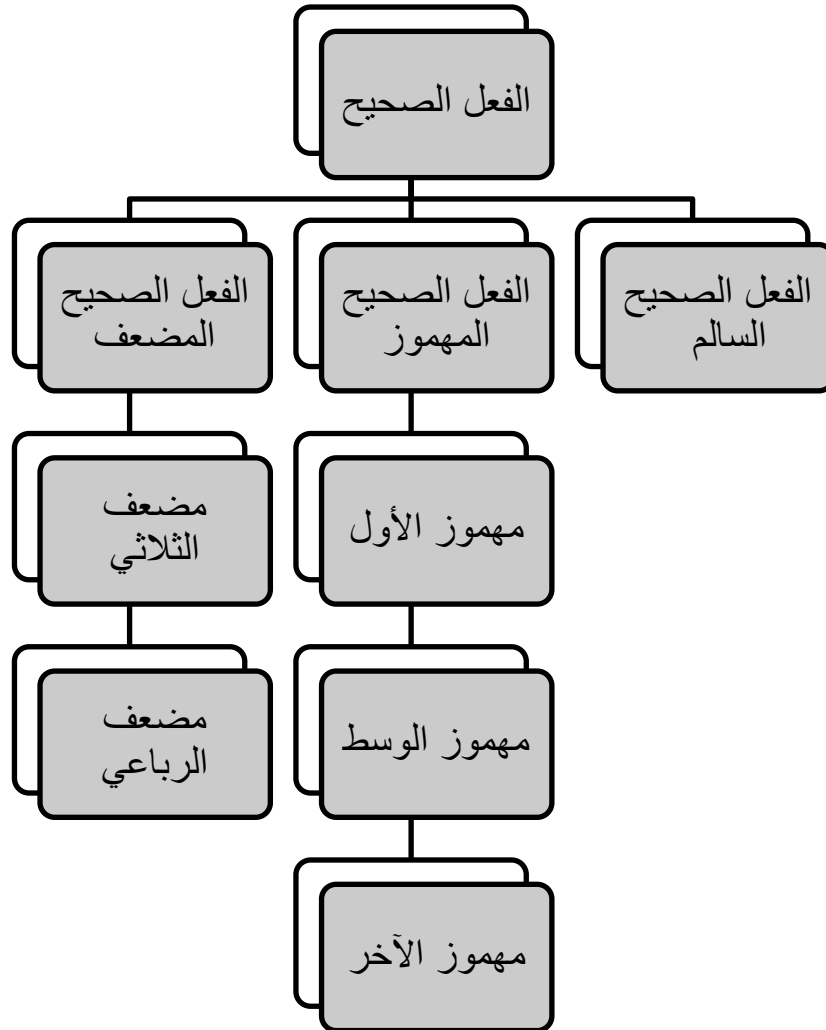 الفعل الصحيح
الفعل الصحيح
السالم
الفعل الصحيح
المهموز
الفعل الصحيح
المضعف
مهموز الأول
مضعف
الثلاثي
مهموز الوسط
مضعف
الرباعي
مهموز الآخر